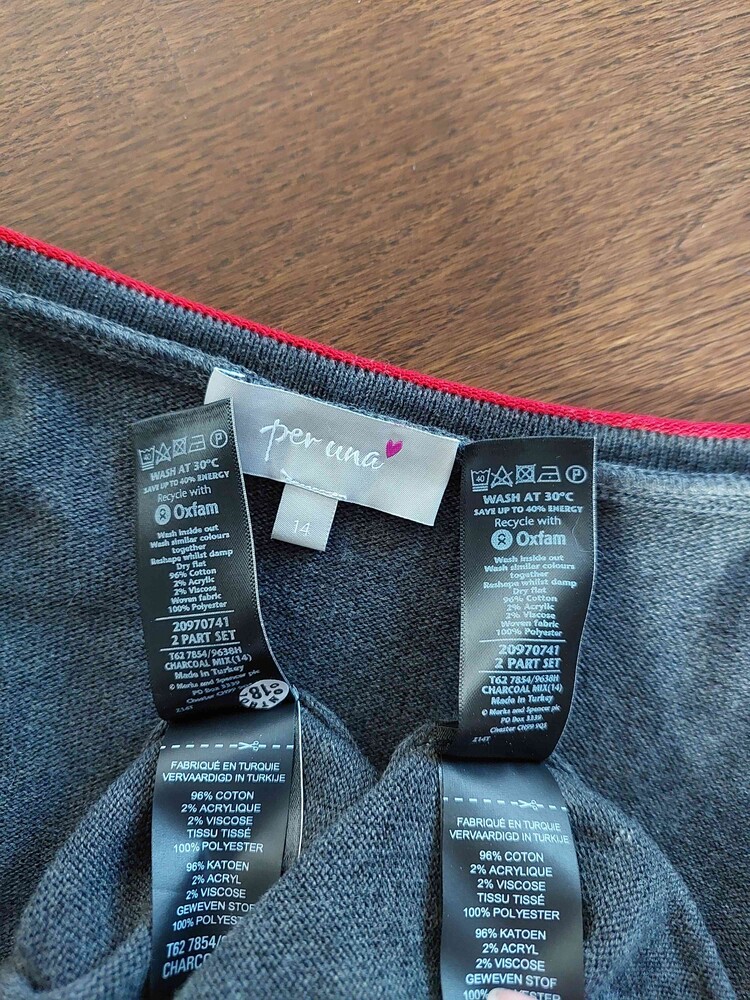 per una
14
WASH AT 30°C
SAVE UP TO 40% ENERGY
Recycle with
Oxfam
Wash inside out
Wash similar colours
together
Reshape whilst damp
Dry flat
96% Cotton
2% Acrylic
2% Viscose
Woven fabric
100% Polyester
20970741
2 PART SET
T62 7854/9638H
CHARCOAL MIX(14)
Made in Turkey
© Marks and Spencer plc
PO Box 3339
Chester CH99
Z14T
FABRIQUÉ EN TURQUIE
VERVAARDIGD IN TURKIJE
96% COTON
2% ACRYLIQUE
2% VISCOSE
TISSU TISSÉ
100% POLYESTER
96% KATOEN
2% ACRYL
2% VISCOSE
GEWEVEN STOF
100% POLYES
T62 7854/
CHARCO
40
P
WASH AT 30°C
SAVE UP TO 40% ENERGY
Recycle with
Oxfam
Wash inside out
Wash similar colours
together
Reshape whilst damp
Dry flat
96% Cotton
2% Acrylic
2% Viscose
Woven fabric
100% Polyester
20970741
2 PART SET
T62 7854/9638H
CHARCOAL MIX(14)
Made in Turkey
© Marks and Spencer plc
PO Box 3339
Chester CH99 9QS
Z14T
FABRIQUÉ EN TURQUIE
VERVAARDIGD IN TURKIJE
96% COTON
2% ACRYLIQUE
2% VISCOSE
TISSU TISSÉ
100% POLYESTER
96% KATOEN
2% ACRYL
2% VISCOSE
GEWEVEN STOF